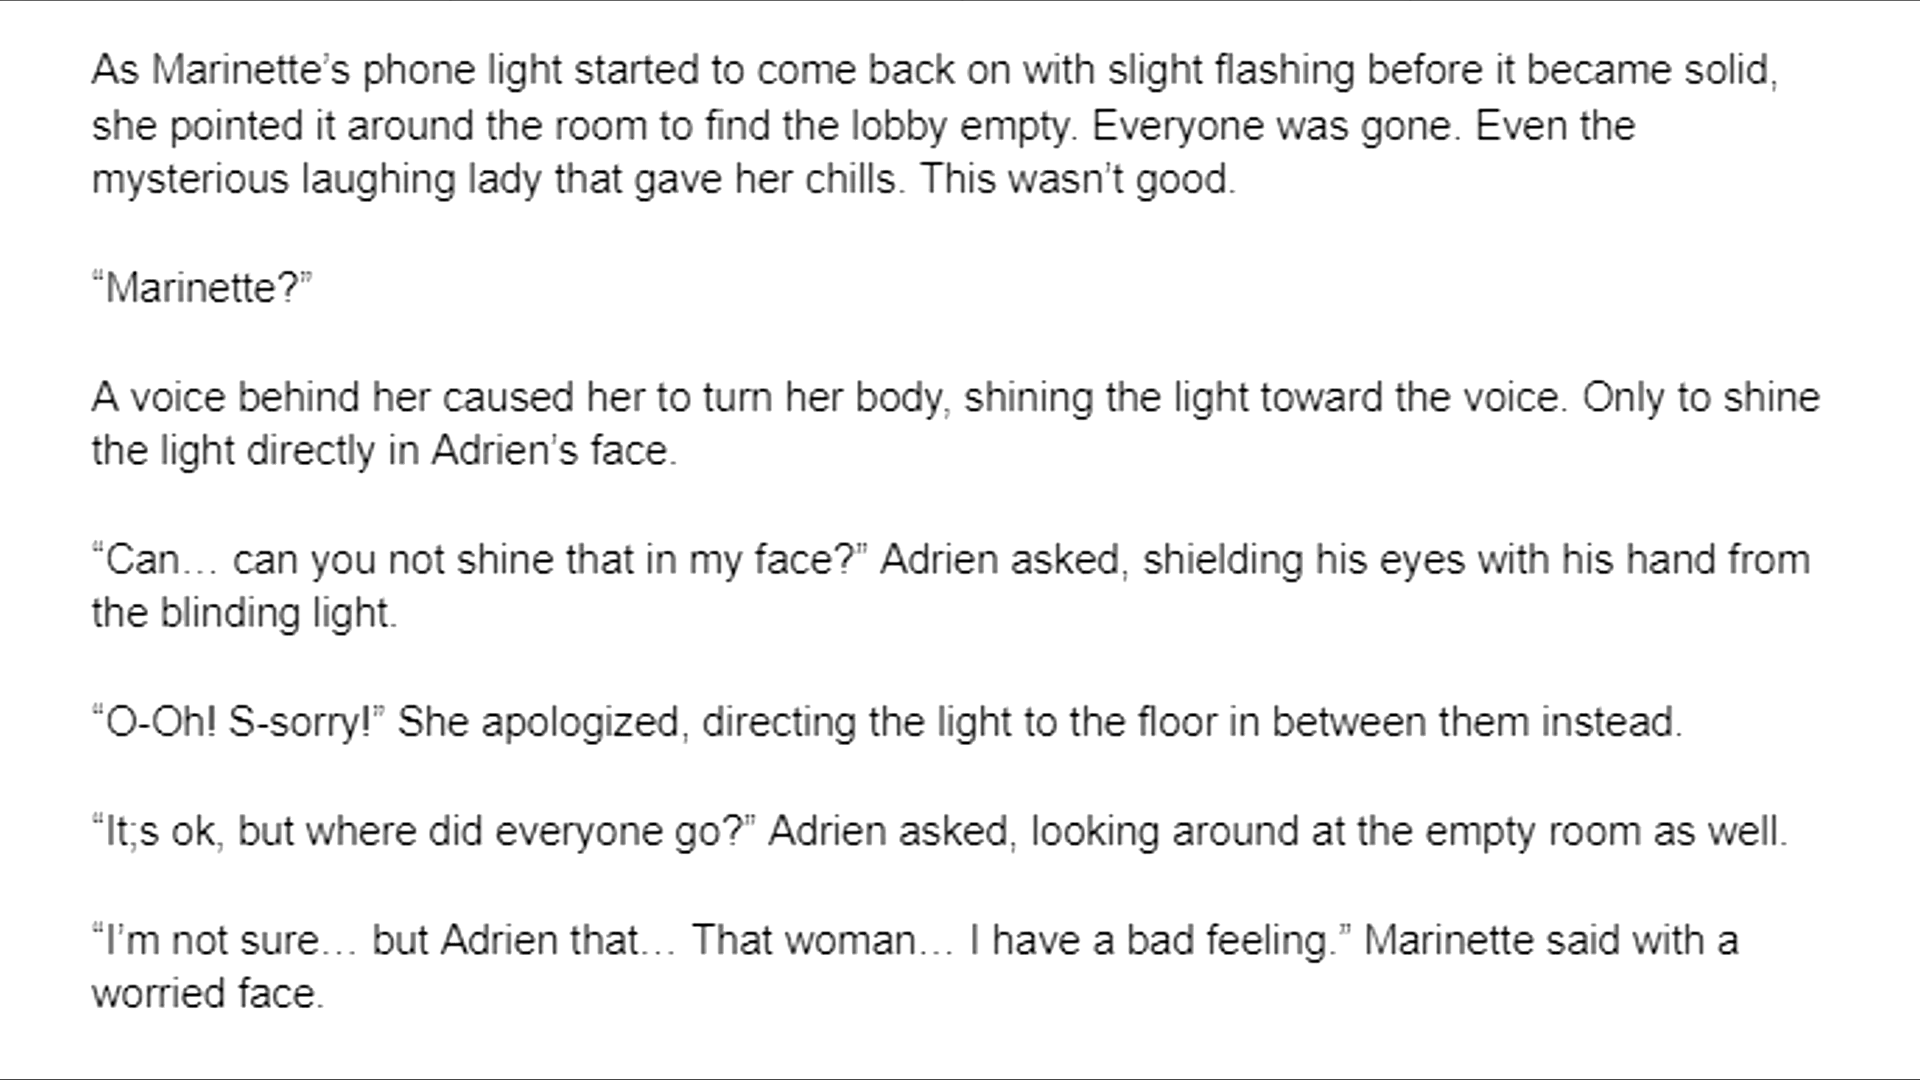 As Marinette’s phone light started to come back on with slight flashing before it became solid,
she pointed it around the room to find the lobby empty. Everyone was gone. Even the
mysterious laughing lady that gave her chills. This wasn’t good.
“Marinette?”
A voice behind her caused her to turn her body, shining the light toward the voice. Only to shine
the light directly in Adrien’s face.
“Can… can you not shine that in my face?” Adrien asked, shielding his eyes with his hand from
the blinding light.
“O-Oh! S-sorry!” She apologized, directing the light to the floor in between them instead.
“It;s ok, but where did everyone go?” Adrien asked, looking around at the empty room as well.
“I’m not sure… but Adrien that… That woman… I have a bad feeling.” Marinette said with a
worried face.